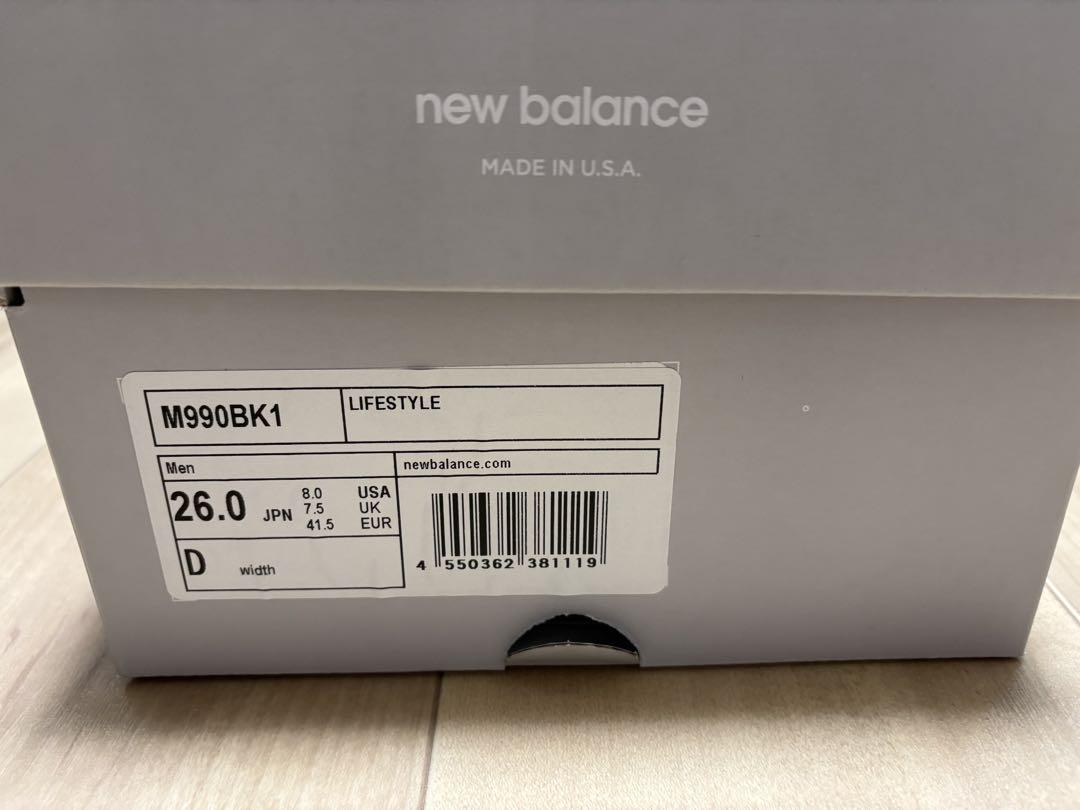 new balance
MADE IN U.S.A.
M990BK1
LIFESTYLE
Men
newbalance.com
26.0 JPN
8.0 USA
7.5 UK
41.5 EUR
D width
4 550362 381119